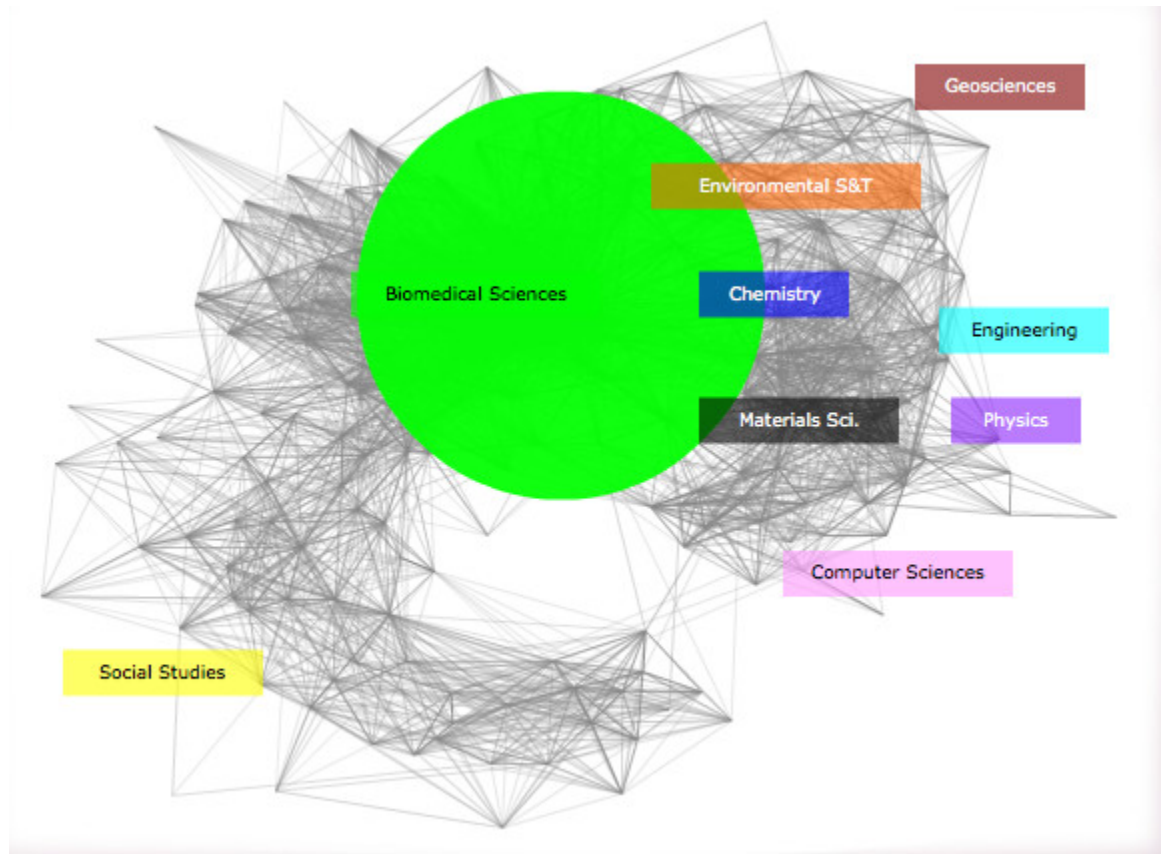 Geosciences
Environmental S&T
Biomedical Sciences
Chemistry
Engineering
Materials Sci.
Physics
Computer Sciences
Social Studies